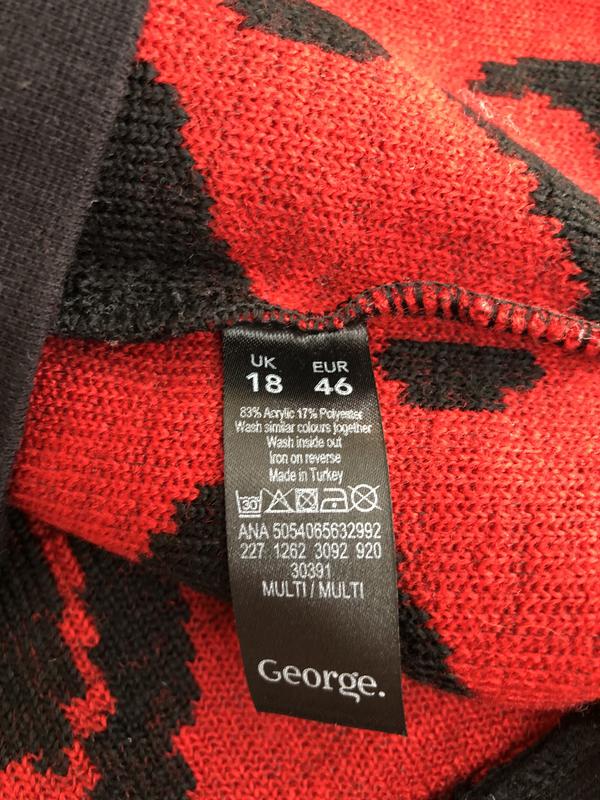 UK EUR
18 46
83% Acrylic 17% Polyester
Wash similar colours together
Wash inside out
Iron on reverse
Made in Turkey
30
ANA 5054065632992
227 1262 3092 920
30391
MULTI / MULTI
George.